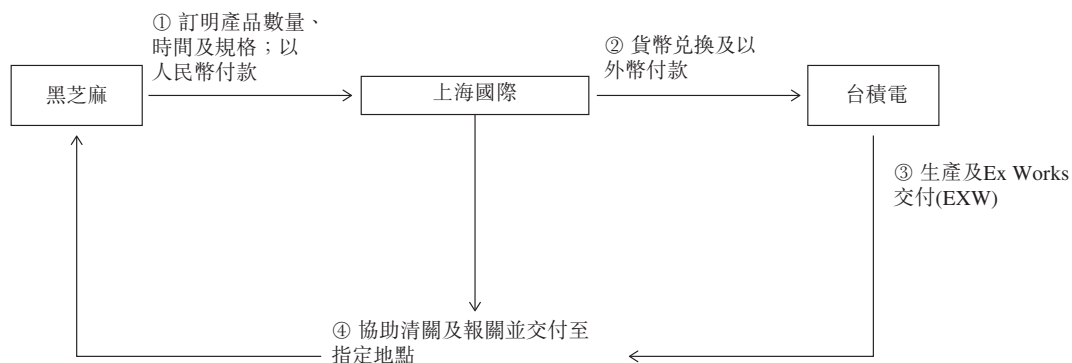 ① 訂明產品數量、
時間及規格；以
人民幣付款
② 貨幣兌換及以
外幣付款
黑芝麻
上海國際
台積電
③ 生產及Ex Works
交付(EXW)
④ 協助清關及報關並交付至
指定地點